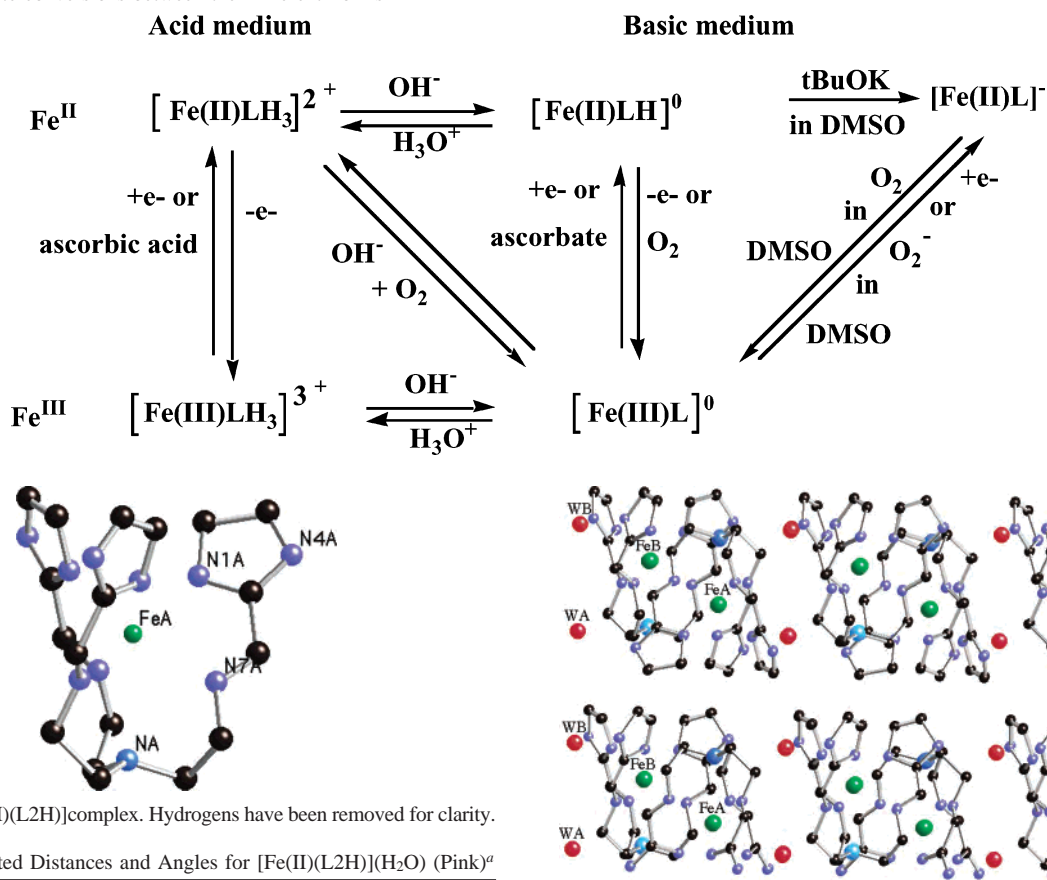 Acid medium Basic medium
Fe^II [ Fe(II)LH3]^2 + OH- H3O+ [ Fe(II)LH]^0 tBuOK in DMSO [Fe(II)L]-
+e- or ascorbic acid
-e-
OH-
+ O2
+e- or
ascorbate
-e- or
O2
O2
in
DMSO
+e-
or
O2-
in
DMSO
Fe^III [ Fe(III)LH3]^3 + OH- H3O+ [ Fe(III)L]^0
N1A
N4A
FeA
N7A
NA
WB
FeB
FeA
WA
WB
FeB
FeA
WA
I)(L2H)]complex. Hydrogens have been removed for clarity.
ted Distances and Angles for [Fe(II)(L2H)](H2O) (Pink)^a